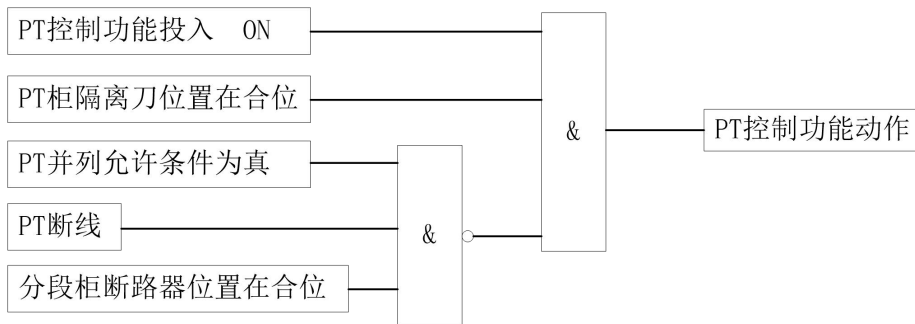 PT控制功能投入 ON
PT柜隔离刀位置在合位
&
PT控制功能动作
PT并列允许条件为真
PT断线
&
分段柜断路器位置在合位